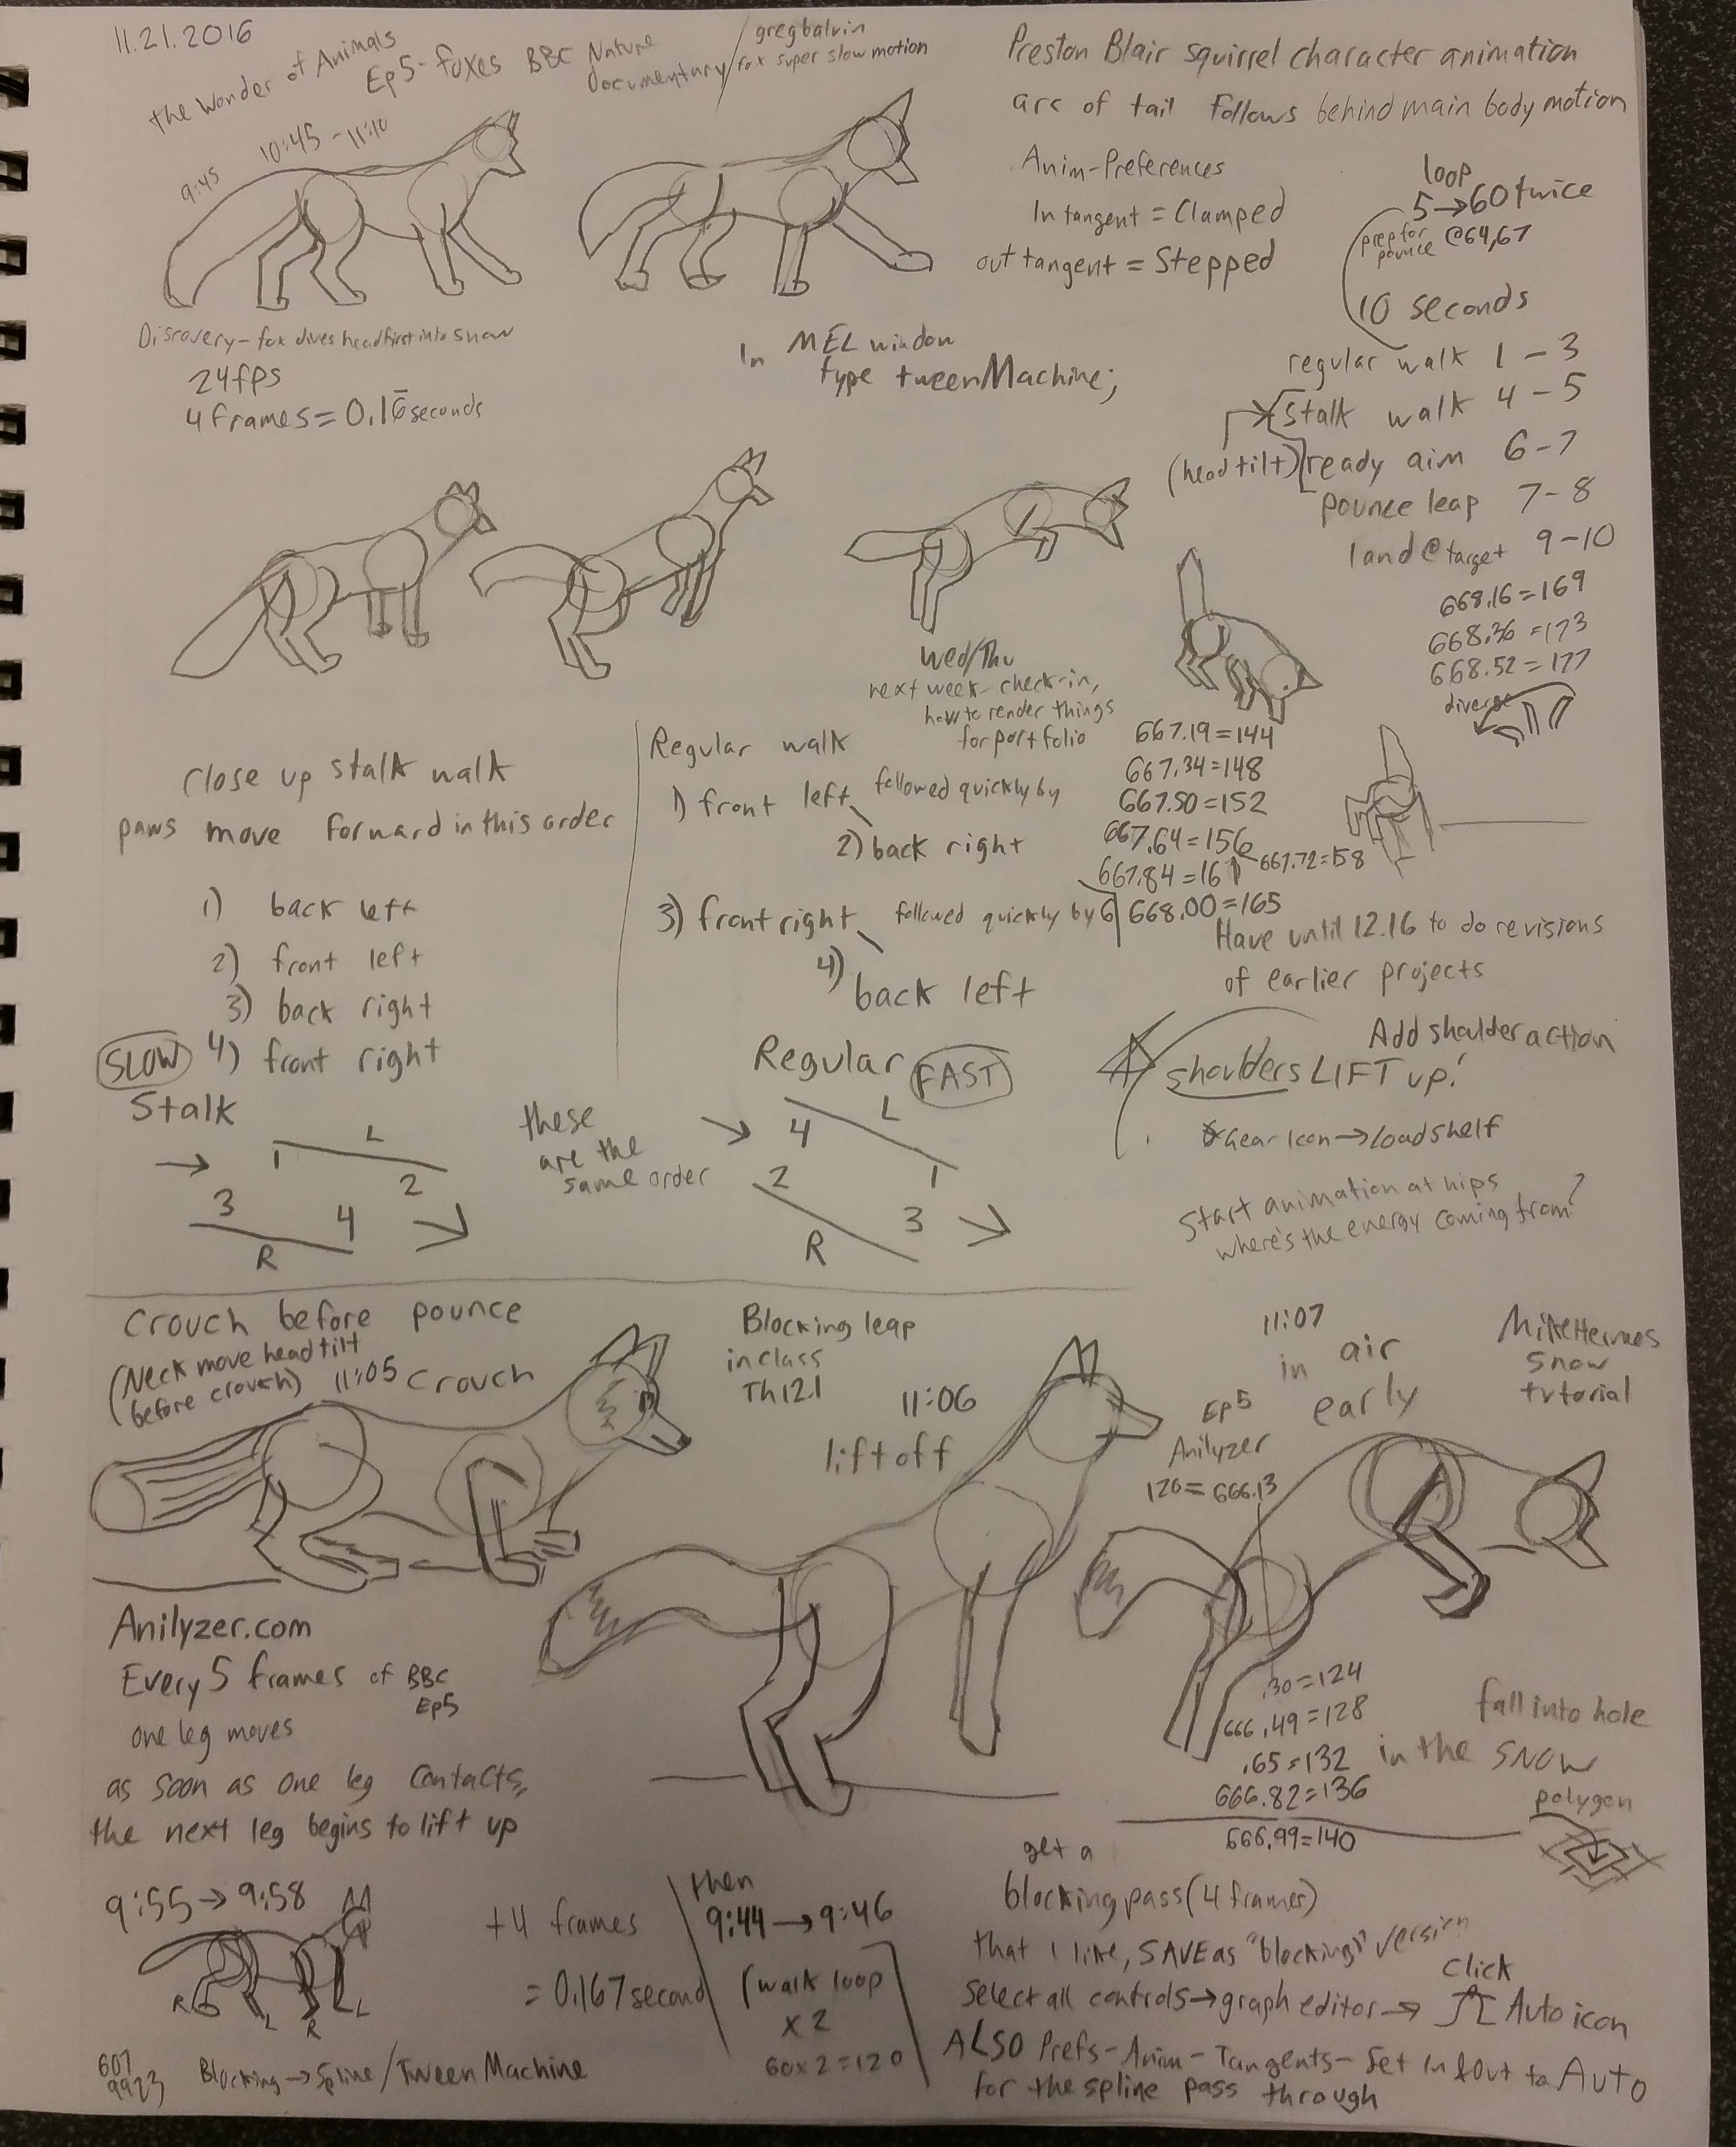 11.21.2016
the Wonder of Animals
Ep5- foxes BBC Nature
Documentary
gregbalvin
fox super slow motion
9:45
10:45 - 11:10
Preston Blair squirrel character animation
arc of tail follows behind main body motion
Anim-Preferences
In tangent = Clamped
out tangent = Stepped
loop
5→60 twice
prep for
pounce @64,67
10 seconds
regular walk 1-3
stalk walk 4-5
(head tilt) ready aim 6-7
pounce leap 7-8
land @ target 9-10
668.16=169
668.36=173
668.52=177
diverge
Discovery - fox dives headfirst into snow
24fps
4 frames = 0.16 seconds
In MEL window
type tweenMachine;
Wed/Thu
next week- check-in,
how to render things
for portfolio
667.19=144
667.34=148
667.50=152
667.64=156
667.72=158
667.84=161
668.00=165
Close up stalk walk
paws move forward in this order
1) back left
2) front left
3) back right
4) front right
SLOW
Stalk
Regular walk
1) front left followed quickly by
2) back right
3) front right followed quickly by
4) back left
Have until 12.16 to do revisions
of earlier projects
Add shoulder action
shoulders LIFT up!
Gear Icon→Load shelf
Start animation at hips
where's the energy coming from?
→ 1 L 2
3 R 4
these
are the
same order
Regular FAST
→ 4 L 1
2 R 3
Crouch before pounce
(Neck move head tilt
before crouch)
11:05 crouch
Blocking leap
in class
Th 12.1
11:06
liftoff
11:07
in air
early
Ep5
Anilyzer
120=666.13
Mike Hermes
snow
tutorial
.30=124
666.49=128
.65=132
666.82=136
666.99=140
fall into hole
in the snow
polygon
Anilyzer.com
Every 5 frames of BBC
Ep5
one leg moves
as soon as one leg contacts,
the next leg begins to lift up
9:55→9:58
R L R L
+4 frames
= 0.167 second
then
9:44→9:46
(walk loop
x 2
60x2=120
607
9923
Blocking→Spline/Tween Machine
get a
blocking pass (4 frames)
that I like, SAVE as "blocking" version
Select all controls→graph editor→ click Auto icon
ALSO Prefs-Anim-Tangents-Set In & Out to Auto
for the spline pass through